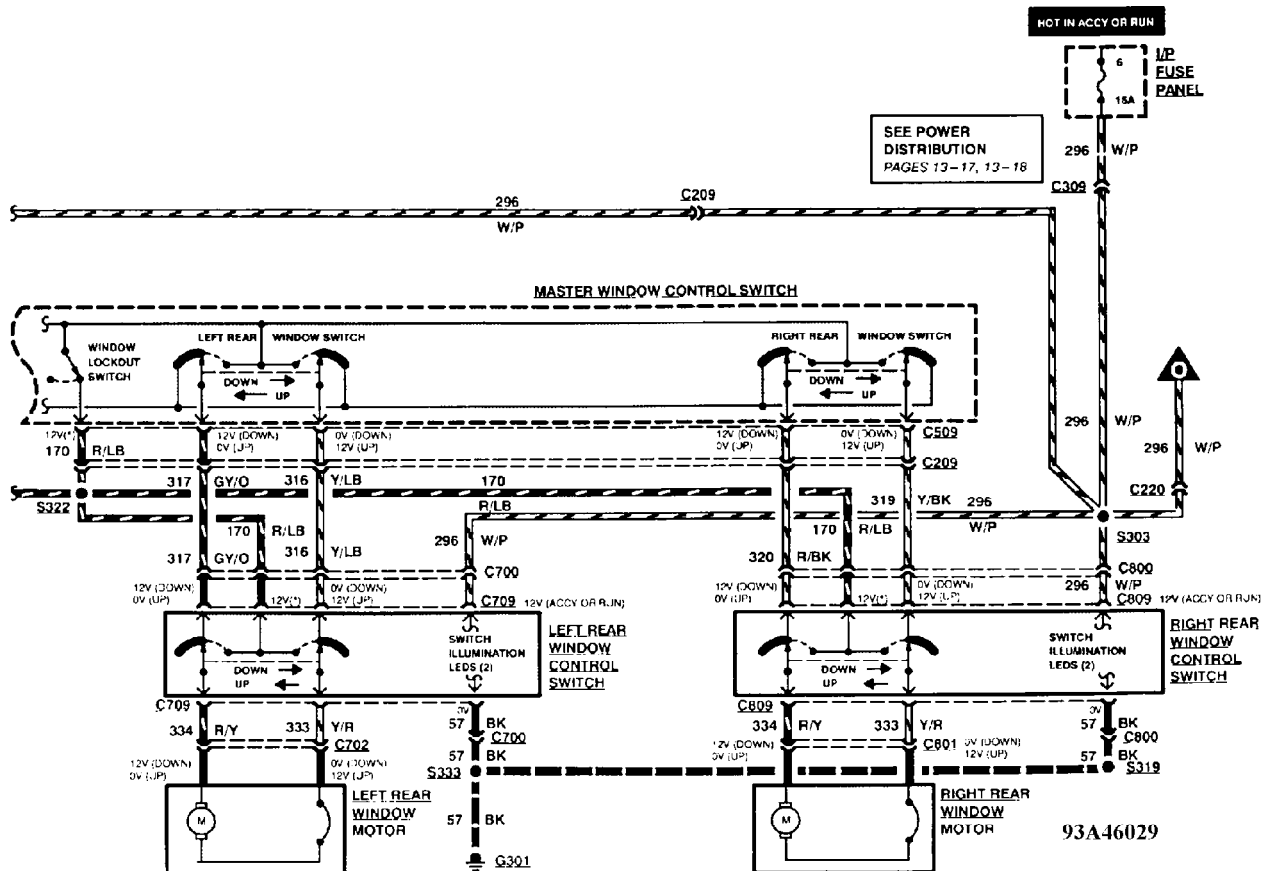 HOT IN ACCY OR RUN
6
15A
I/P
FUSE
PANEL
SEE POWER
DISTRIBUTION
PAGES 13–17, 13–18
296 W/P
C309
296
W/P
C209
MASTER WINDOW CONTROL SWITCH
WINDOW
LOCKOUT
SWITCH
LEFT REAR WINDOW SWITCH
DOWN
UP
RIGHT REAR WINDOW SWITCH
DOWN
UP
296 W/P
296 W/P
12V(*)
12V (DOWN)
0V (UP)
0V (DOWN)
12V (UP)
12V (DOWN)
0V (UP)
0V (DOWN)
12V (UP)
C509
170 R/LB
C209
C220
317 GY/O 316 Y/LB
170
R/LB
319 Y/BK
296
W/P
S322
170 R/LB
170 R/LB
S303
317 GY/O 316 Y/LB
296 W/P
320 R/BK
C700
C800
12V (DOWN)
0V (UP)
12V(*)
0V (DOWN)
12V (UP)
C709 12V (ACCY OR RUN)
12V (DOWN)
0V (UP)
12V(*)
0V (DOWN)
12V (UP)
296 W/P
C809 12V (ACCY OR RUN)
SWITCH
ILLUMINATION
LEDS (2)
DOWN
UP
LEFT REAR
WINDOW
CONTROL
SWITCH
SWITCH
ILLUMINATION
LEDS (2)
DOWN
UP
RIGHT REAR
WINDOW
CONTROL
SWITCH
C709
0V
C809
0V
334 R/Y 333 Y/R
57 BK
C700
334 R/Y 333 Y/R
57 BK
C800
C702
57 BK
S333
C801
57 BK
S319
12V (DOWN)
0V (UP)
0V (DOWN)
12V (UP)
12V (DOWN)
0V (UP)
0V (DOWN)
12V (UP)
M
LEFT REAR
WINDOW
MOTOR
57 BK
G301
M
RIGHT REAR
WINDOW
MOTOR
93A46029